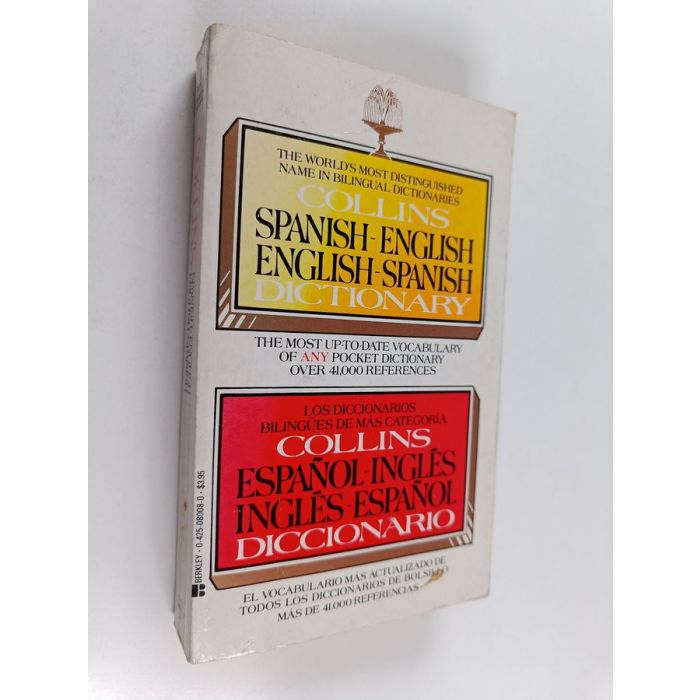 THE WORLD'S MOST DISTINGUISHED
NAME IN BILINGUAL DICTIONARIES
COLLINS
SPANISH-ENGLISH
ENGLISH-SPANISH
DICTIONARY
THE MOST UP-TO-DATE VOCABULARY
OF ANY POCKET DICTIONARY
OVER 41,000 REFERENCES
LOS DICCIONARIOS
BILINGÜES DE MÁS CATEGORÍA
COLLINS
ESPAÑOL-INGLÉS
INGLÉS-ESPAÑOL
DICCIONARIO
EL VOCABULARIO MÁS ACTUALIZADO DE
TODOS LOS DICCIONARIOS DE BOLSILLO
MÁS DE 41,000 REFERENCIAS
BERKLEY · 0-425-08008-0 · $3.95